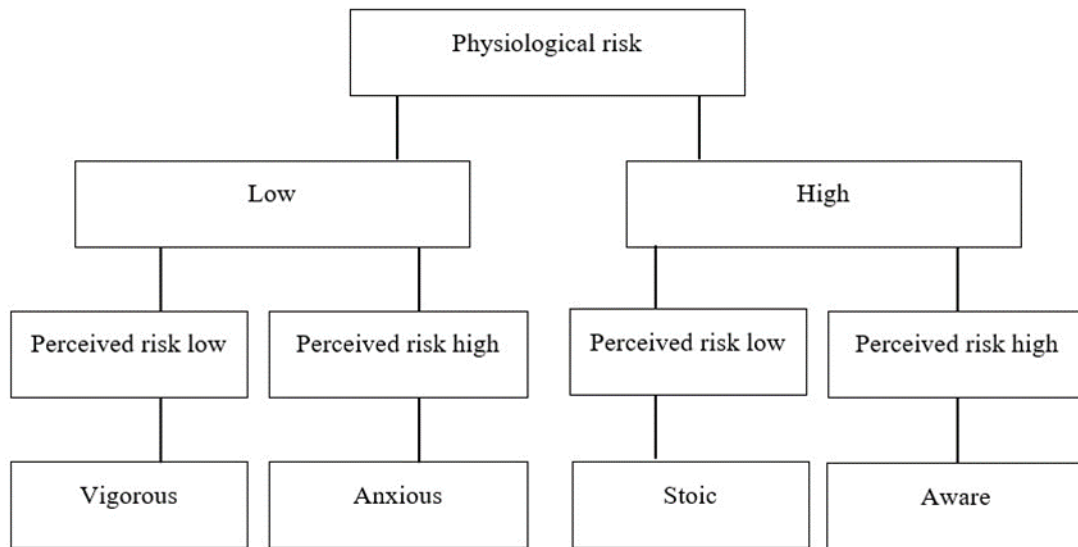 Physiological risk
Low
High
Perceived risk low
Perceived risk high
Perceived risk low
Perceived risk high
Vigorous
Anxious
Stoic
Aware